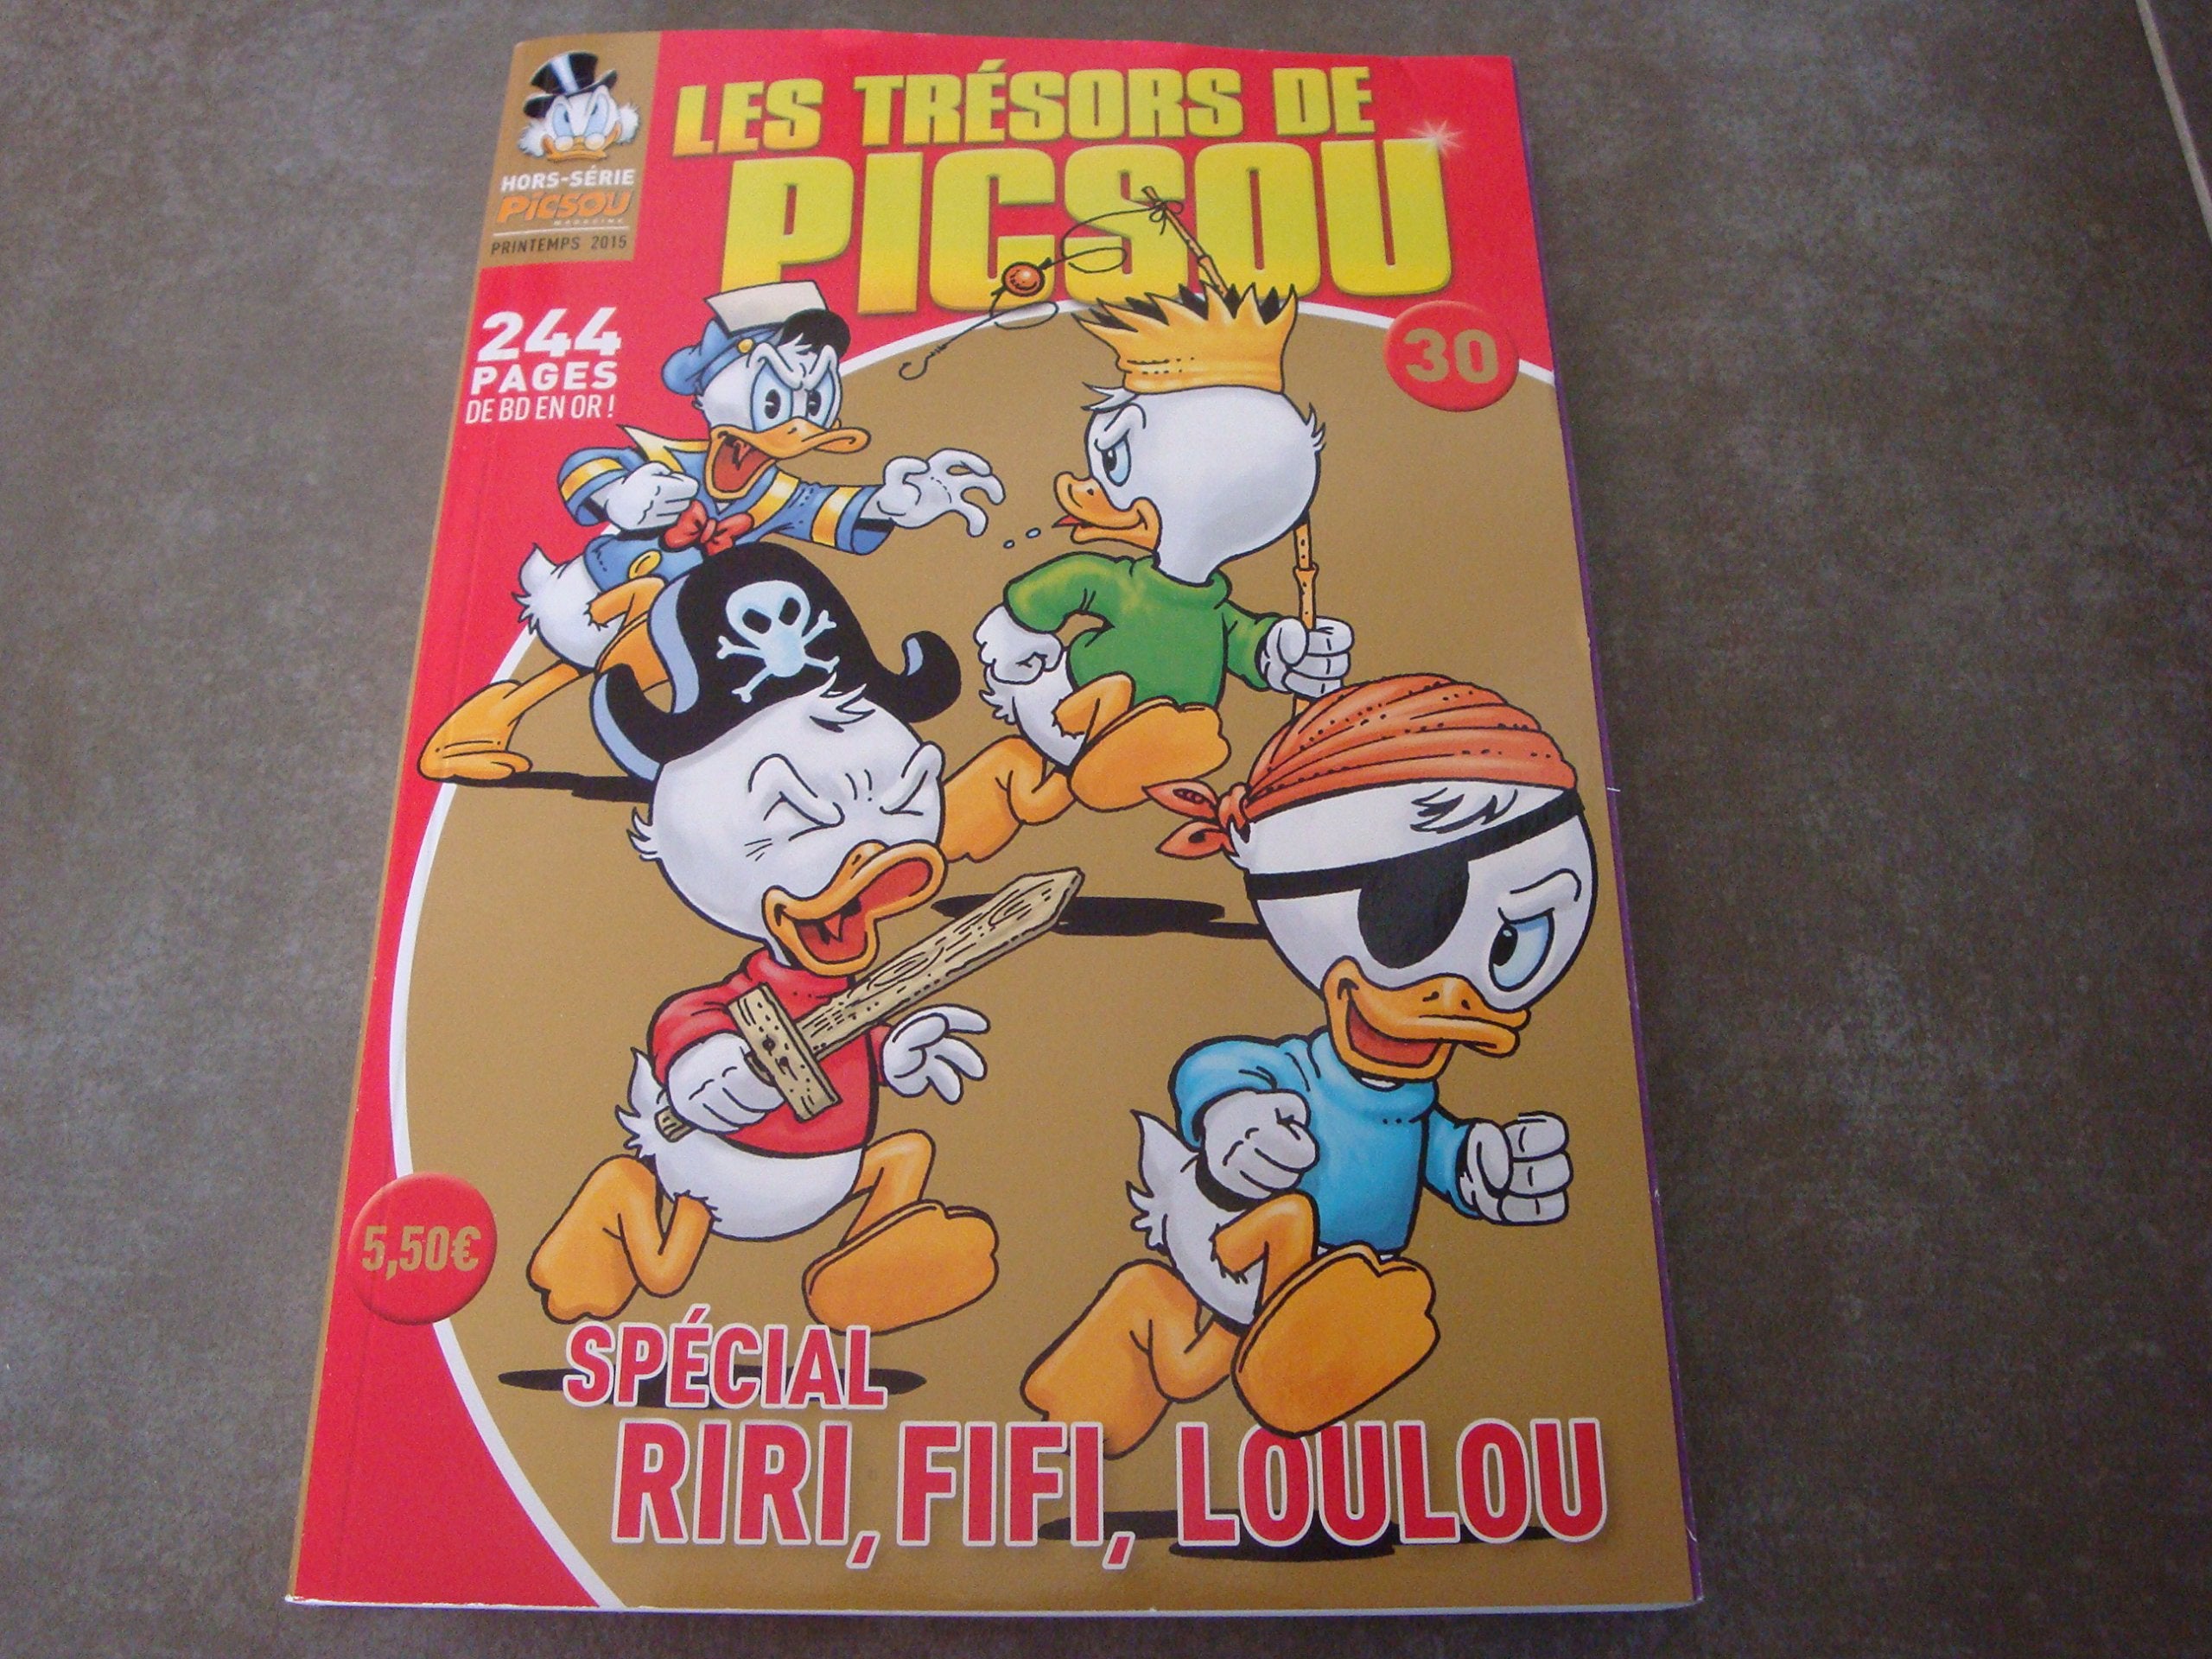 HORS-SÉRIE
PICSOU
MAGAZINE
PRINTEMPS 2015
LES TRÉSORS DE
PICSOU
244
PAGES
DE BD EN OR !
30
5,50€
SPÉCIAL
RIRI, FIFI, LOULOU